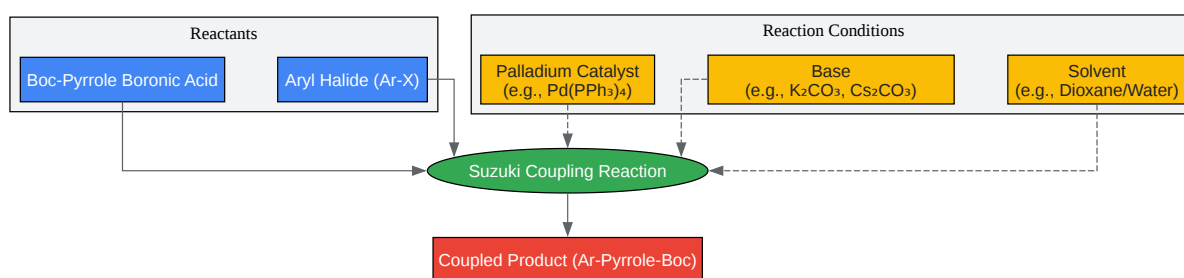 Reactants
Reaction Conditions
Boc-Pyrrole Boronic Acid
Aryl Halide (Ar-X)
Palladium Catalyst
(e.g., Pd(PPh₃)₄)
Base
(e.g., K₂CO₃, Cs₂CO₃)
Solvent
(e.g., Dioxane/Water)
Suzuki Coupling Reaction
Coupled Product (Ar-Pyrrole-Boc)